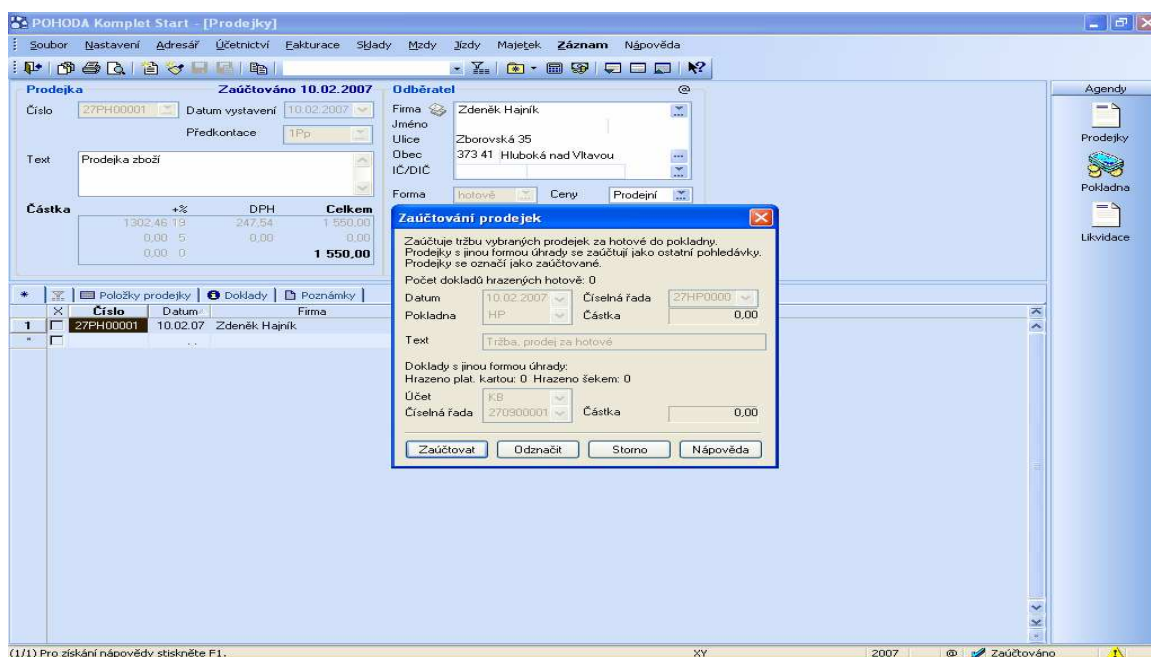 POHODA Komplet Start - [Prodejky]
Soubor Nastavení Adresář Účetnictví Fakturace Sklady Mzdy Jízdy Majetek Záznam Nápověda
Prodejka Zaúčtováno 10.02.2007
Číslo 27PH00001 Datum vystavení 10.02.2007
Předkontace 1Pp
Text Prodejka zboží
Částka +% DPH Celkem
1302,46 19 247,54 1 550,00
0,00 5 0,00 0,00
0,00 0 1 550,00
Odběratel @
Firma Zdeněk Hajník
Jméno
Ulice Zborovská 35
Obec 373 41 Hluboká nad Vltavou
IČ/DIČ
Forma hotově Ceny Prodejní
Zaúčtování prodejek
Zaúčtuje tržbu vybraných prodejek za hotové do pokladny.
Prodejky s jinou formou úhrady se zaúčtují jako ostatní pohledávky.
Prodejky se označí jako zaúčtované.
Počet dokladů hrazených hotově: 0
Datum 10.02.2007 Číselná řada 27HP0000
Pokladna HP Částka 0,00
Text Tržba, prodej za hotové
Doklady s jinou formou úhrady:
Hrazeno plat. kartou: 0 Hrazeno šekem: 0
Účet KB
Číselná řada 270900001 Částka 0,00
Zaúčtovat Odznačit Storno Nápověda
* Položky prodejky Doklady Poznámky
X Číslo Datum Firma
1 27PH00001 10.02.07 Zdeněk Hajník
* . .
Agendy
Prodejky
Pokladna
Likvidace
(1/1) Pro získání nápovědy stiskněte F1. XY 2007 @ Zaúčtováno